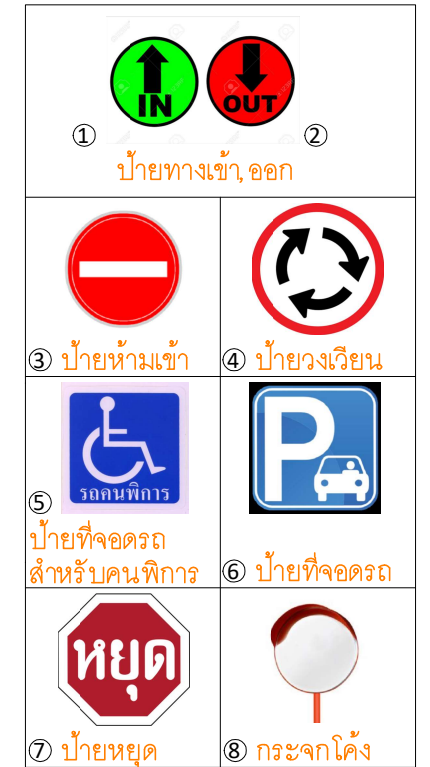 IN OUT
① ②
ป้ายทางเข้า, ออก
③ ป้ายห้ามเข้า
④ ป้ายวงเวียน
รถคนพิการ
⑤
ป้ายที่จอดรถ
สำหรับคนพิการ
P
⑥ ป้ายที่จอดรถ
หยุด
⑦ ป้ายหยุด
⑧ กระจกโค้ง